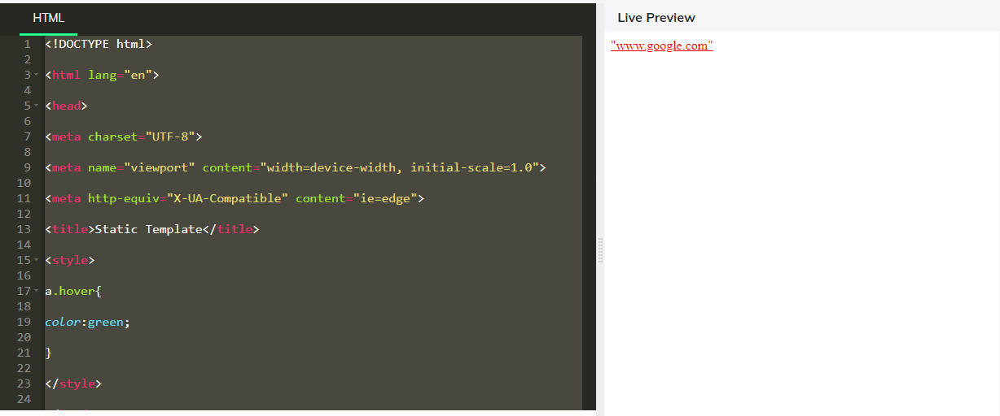 HTML
Live Preview
1 <!DOCTYPE html>
2
3 <html lang="en">
4
5 <head>
6
7 <meta charset="UTF-8">
8
9 <meta name="viewport" content="width=device-width, initial-scale=1.0">
10
11 <meta http-equiv="X-UA-Compatible" content="ie=edge">
12
13 <title>Static Template</title>
14
15 <style>
16
17 a.hover{
18
19 color:green;
20
21 }
22
23 </style>
24
"www.google.com"